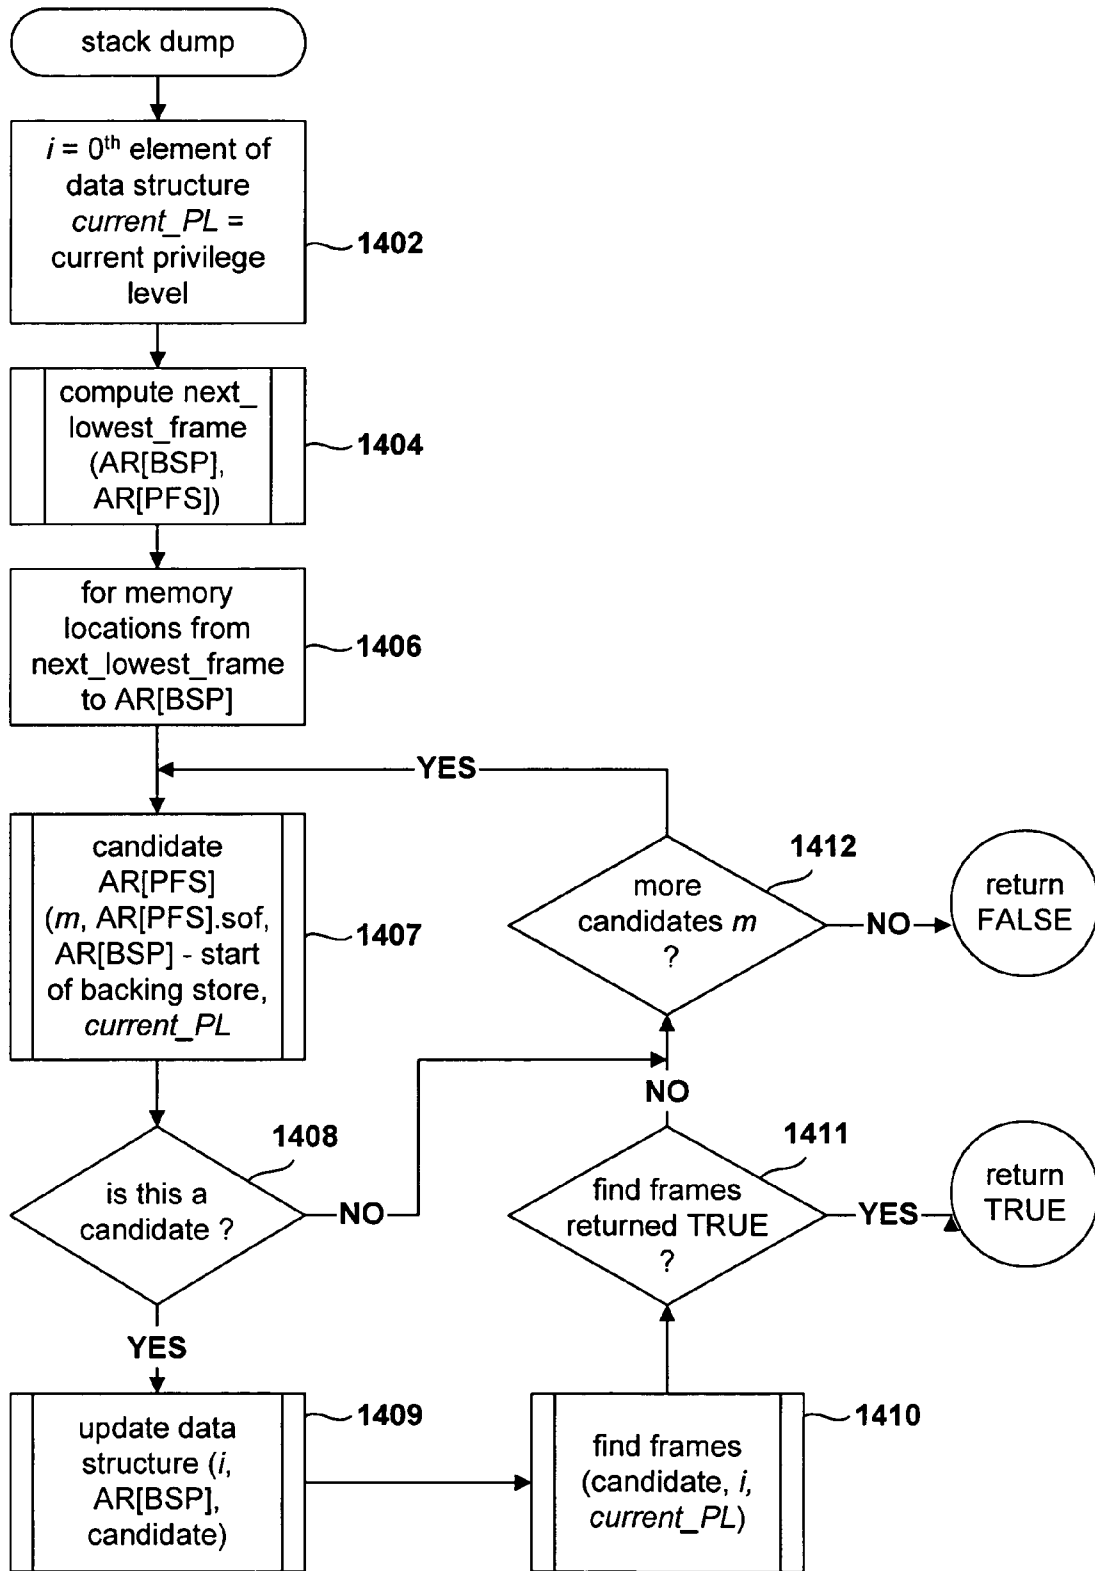 stack dump
i = 0th element of
data structure
current_PL =
current privilege
level
1402
compute next_
lowest_frame
(AR[BSP],
AR[PFS])
1404
for memory
locations from
next_lowest_frame
to AR[BSP]
1406
YES
candidate
AR[PFS]
(m, AR[PFS].sof,
AR[BSP] - start
of backing store,
current_PL
1407
more
candidates m
?
1412
NO
return
FALSE
is this a
candidate ?
1408
NO
YES
find frames
returned TRUE
?
1411
NO
YES
return
TRUE
update data
structure (i,
AR[BSP],
candidate)
1409
find frames
(candidate, i,
current_PL)
1410